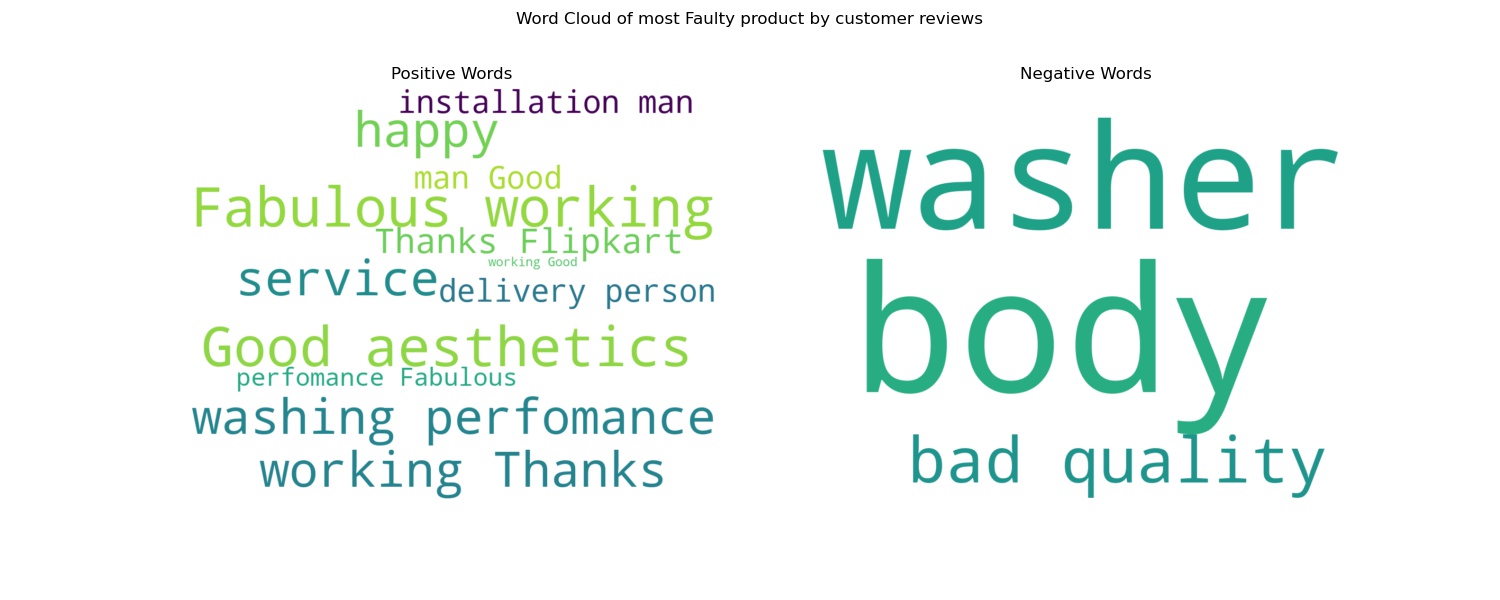 Word Cloud of most Faulty product by customer reviews
Positive Words
installation man
happy
man Good
Fabulous working
Thanks Flipkart
working Good
service
delivery person
Good aesthetics
perfomance Fabulous
washing perfomance
working Thanks
Negative Words
washer
body
bad quality